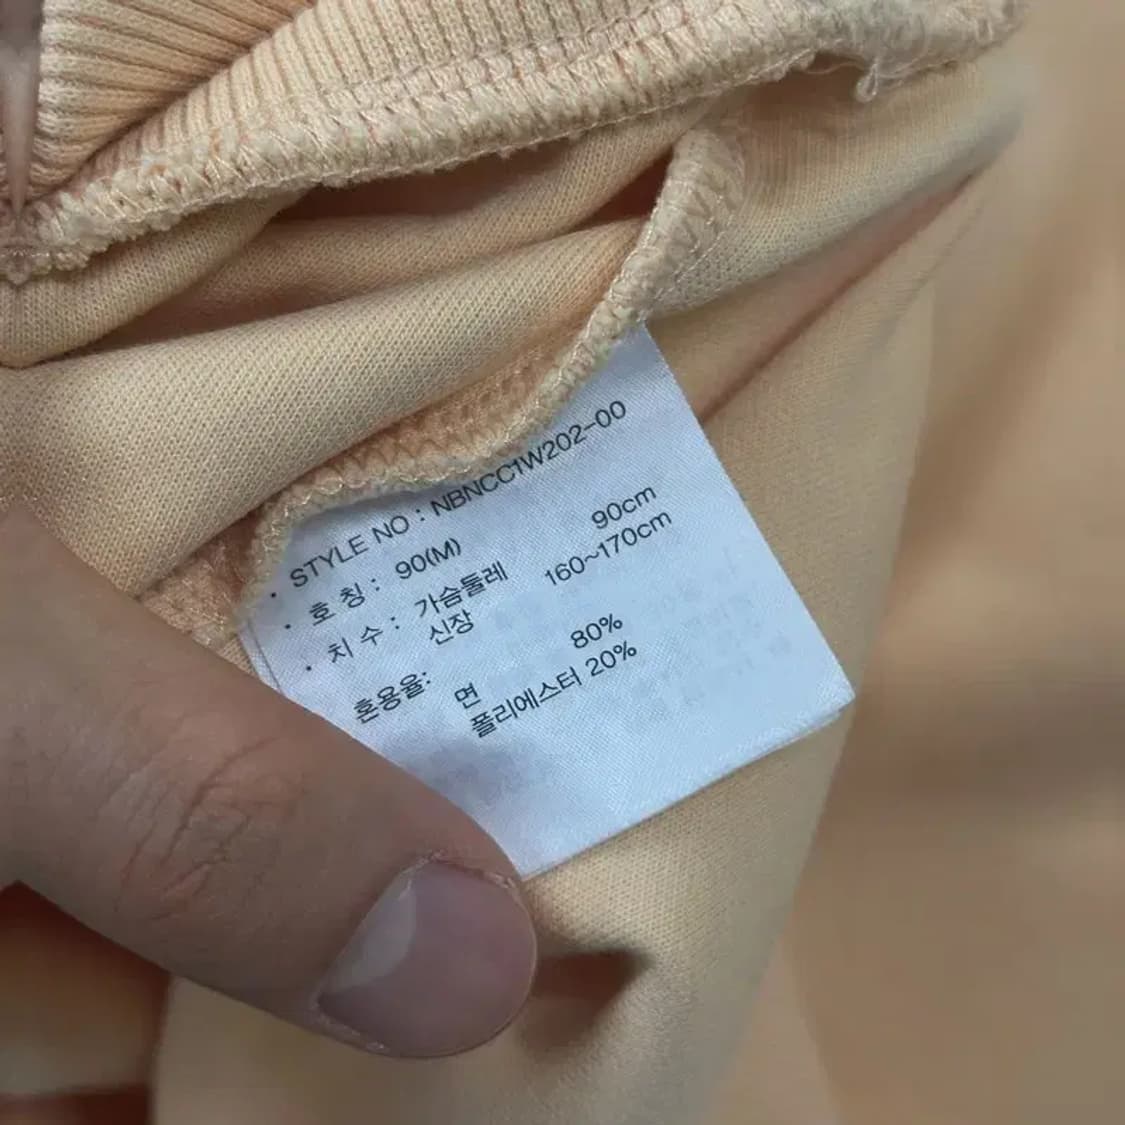 · STYLE NO : NBNCC1W202-00
· 호 칭 : 90(M)
· 치 수 : 가슴둘레 90cm
신장 160~170cm
혼용율: 면 80%
폴리에스터 20%